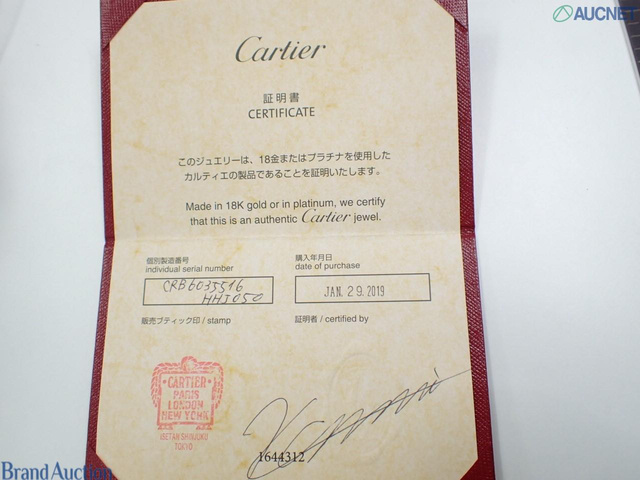 AUCNET
Cartier
証明書
CERTIFICATE
このジュエリーは、18金またはプラチナを使用した
カルティエの製品であることを証明いたします。
Made in 18K gold or in platinum, we certify
that this is an authentic Cartier jewel.
個別製造番号
individual serial number
CRB6035516
HHJ050
購入年月日
date of purchase
JAN. 29. 2019
販売ブティック印 / stamp
証明者 / certified by
CARTIER
PARIS
LONDON
NEW YORK
ISETAN SHINJUKU
TOKYO
1644312
Brand Auction